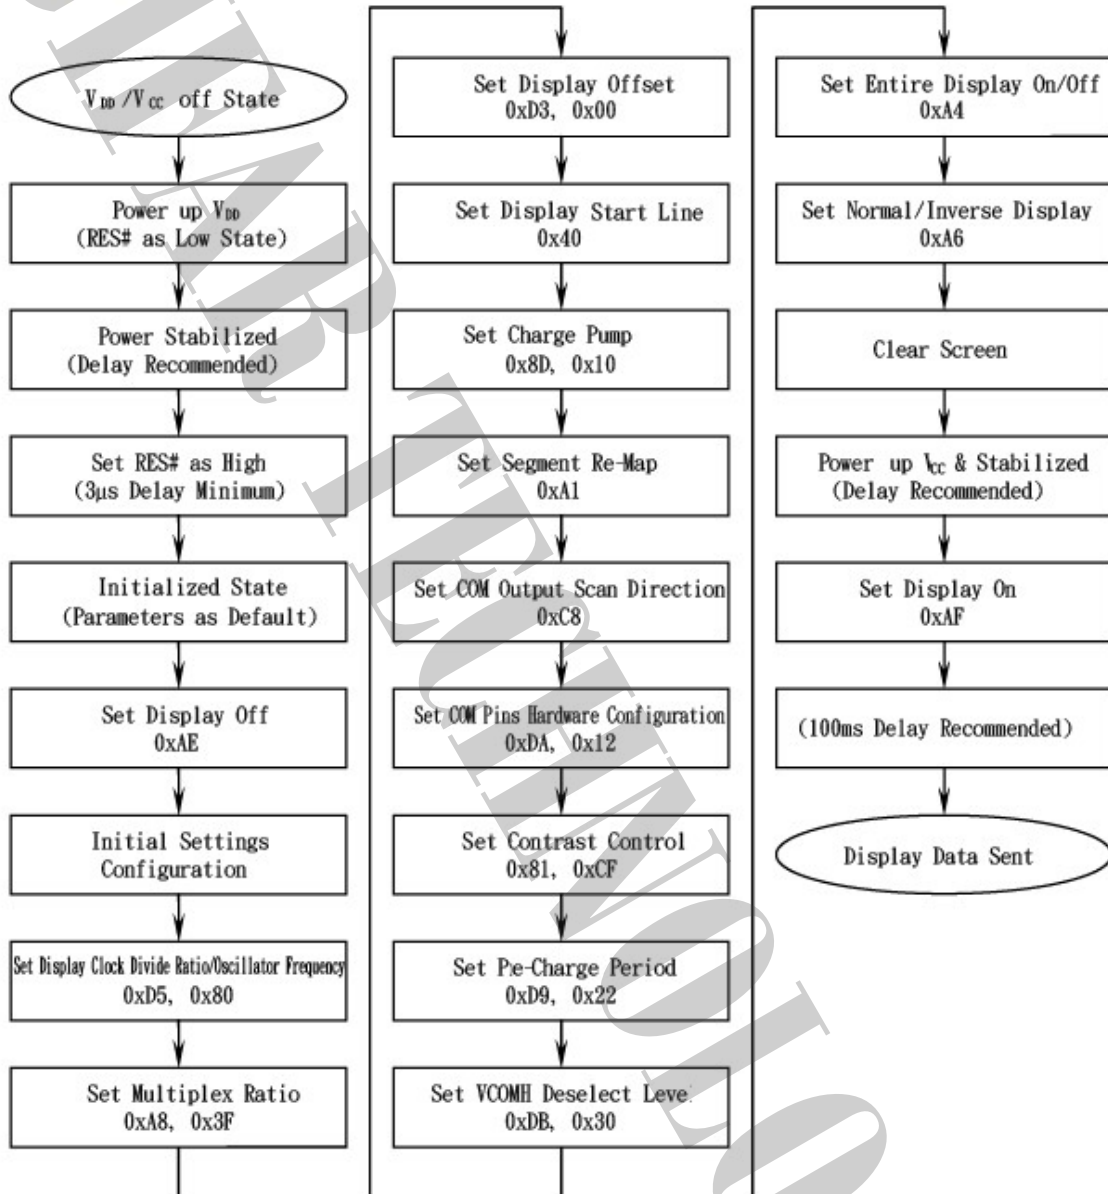 V_DD /V_CC off State
Power up V_DD
(RES# as Low State)
Power Stabilized
(Delay Recommended)
Set RES# as High
(3μs Delay Minimum)
Initialized State
(Parameters as Default)
Set Display Off
0xAE
Initial Settings
Configuration
Set Display Clock Divide Ratio/Oscillator Frequency
0xD5, 0x80
Set Multiplex Ratio
0xA8, 0x3F
Set Display Offset
0xD3, 0x00
Set Display Start Line
0x40
Set Charge Pump
0x8D, 0x10
Set Segment Re-Map
0xA1
Set COM Output Scan Direction
0xC8
Set COM Pins Hardware Configuration
0xDA, 0x12
Set Contrast Control
0x81, 0xCF
Set Pre-Charge Period
0xD9, 0x22
Set VCOMH Deselect Leve
0xDB, 0x30
Set Entire Display On/Off
0xA4
Set Normal/Inverse Display
0xA6
Clear Screen
Power up V_CC & Stabilized
(Delay Recommended)
Set Display On
0xAF
(100ms Delay Recommended)
Display Data Sent
TECHNOLO